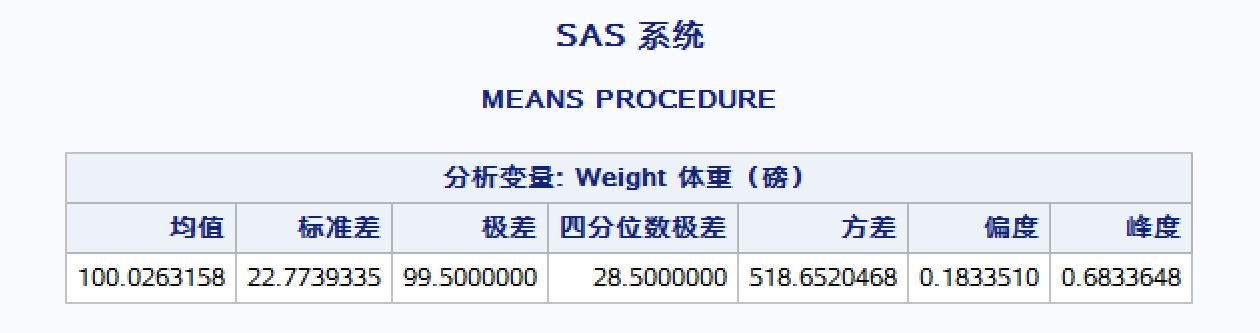 SAS 系统
MEANS PROCEDURE
分析变量: Weight 体重（磅）
均值 标准差 极差 四分位数极差 方差 偏度 峰度
100.0263158 22.7739335 99.5000000 28.5000000 518.6520468 0.1833510 0.6833648